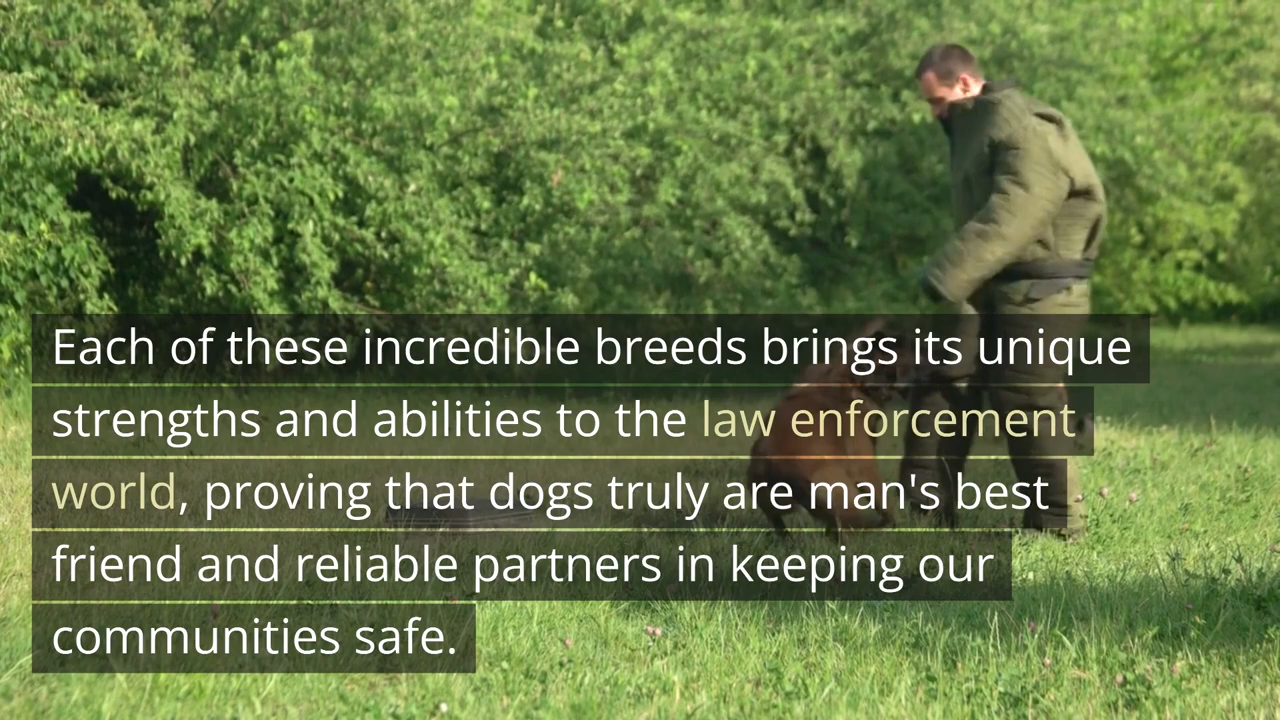 Each of these incredible breeds brings its unique
strengths and abilities to the law enforcement
world, proving that dogs truly are man's best
friend and reliable partners in keeping our
communities safe.